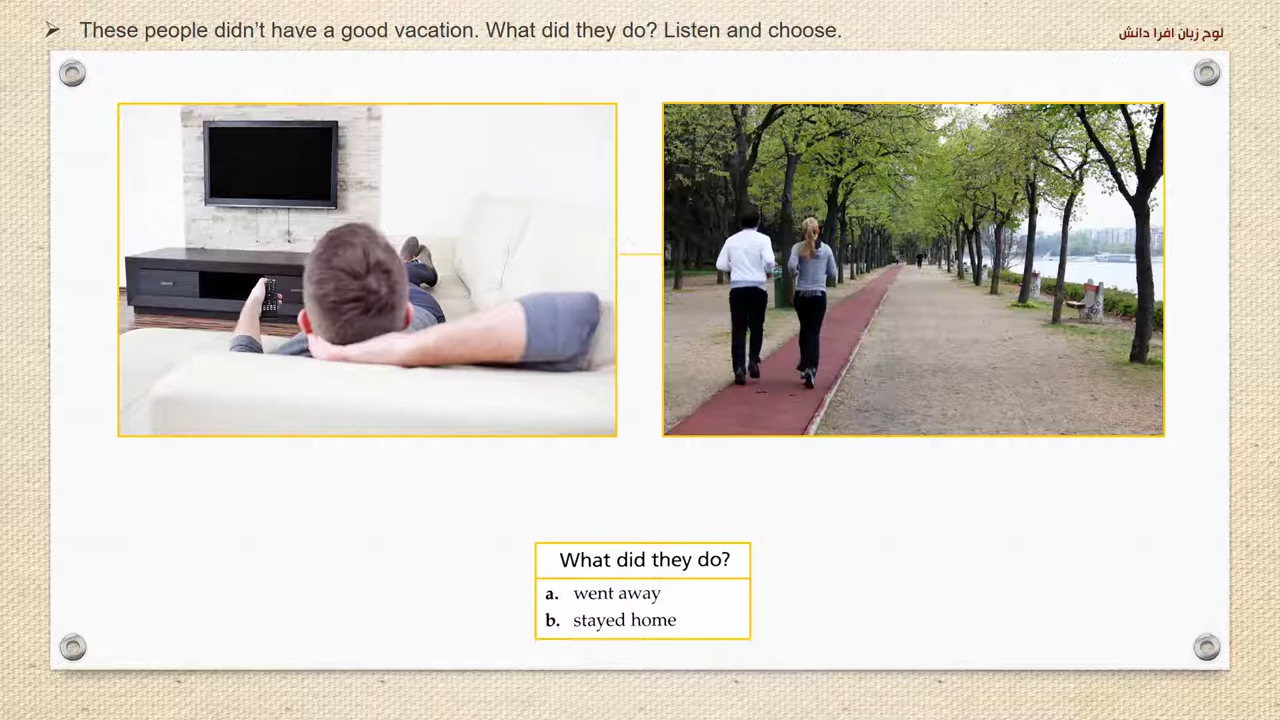 ➢ These people didn’t have a good vacation. What did they do? Listen and choose.
لوح زبان افرا دانش
What did they do?
a. went away
b. stayed home